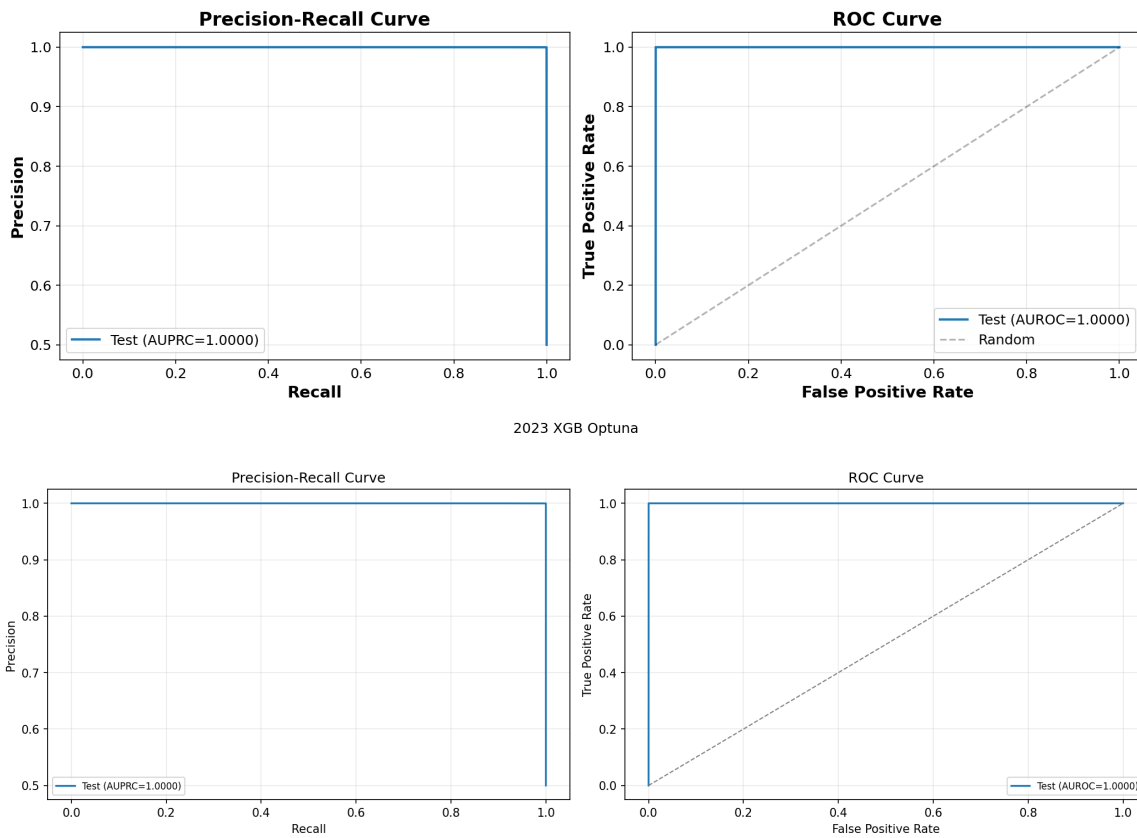 Precision-Recall Curve
Precision
1.0
0.9
0.8
0.7
0.6
0.5
Test (AUPRC=1.0000)
0.0 0.2 0.4 0.6 0.8 1.0
Recall
ROC Curve
True Positive Rate
1.0
0.8
0.6
0.4
0.2
0.0
Test (AUROC=1.0000)
Random
0.0 0.2 0.4 0.6 0.8 1.0
False Positive Rate
2023 XGB Optuna
Precision-Recall Curve
Precision
1.0
0.9
0.8
0.7
0.6
0.5
Test (AUPRC=1.0000)
0.0 0.2 0.4 0.6 0.8 1.0
Recall
ROC Curve
True Positive Rate
1.0
0.8
0.6
0.4
0.2
0.0
Test (AUROC=1.0000)
0.0 0.2 0.4 0.6 0.8 1.0
False Positive Rate